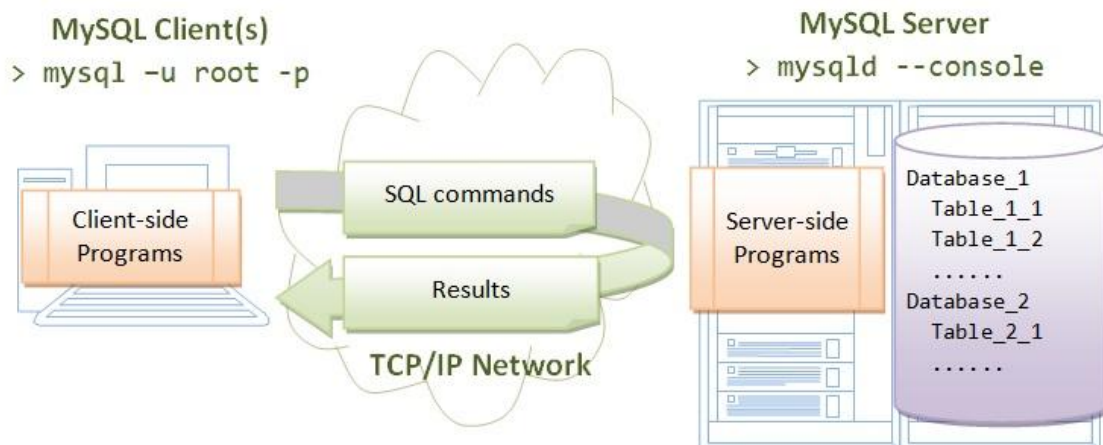 MySQL Client(s)
> mysql –u root -p
MySQL Server
> mysqld --console
Client-side
Programs
SQL commands
Results
TCP/IP Network
Server-side
Programs
Database_1
Table_1_1
Table_1_2
......
Database_2
Table_2_1
......